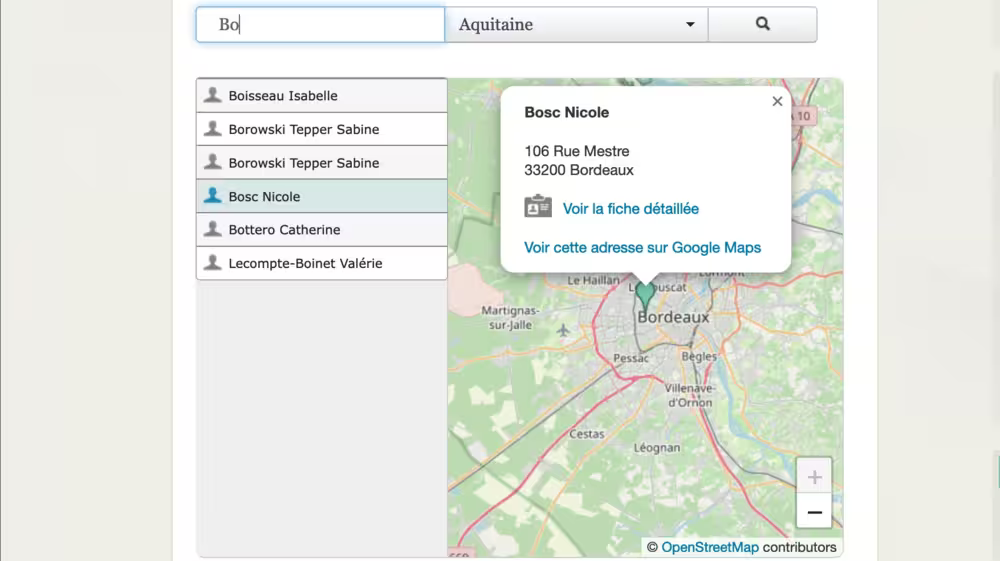 Bo
Aquitaine
Boisseau Isabelle
Borowski Tepper Sabine
Borowski Tepper Sabine
Bosc Nicole
Bottero Catherine
Lecompte-Boinet Valérie
Bosc Nicole
106 Rue Mestre
33200 Bordeaux
Voir la fiche détaillée
Voir cette adresse sur Google Maps
A 10
Le Haillan
Martignas-
sur-Jalle
Bordeaux
Pessac
Bègles
Villenave-
d'Ornon
Cestas
Léognan
+
−
© OpenStreetMap contributors